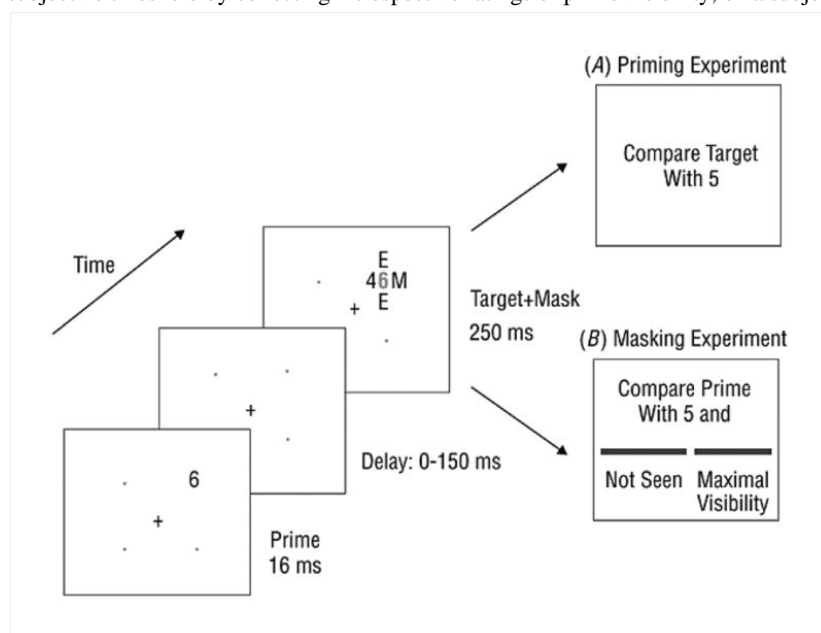 (A) Priming Experiment
Compare Target
With 5
Time
E
46M
E
+
Target+Mask
250 ms
(B) Masking Experiment
Compare Prime
With 5 and
Not Seen Maximal
Visibility
+
Delay: 0-150 ms
6
+
Prime
16 ms